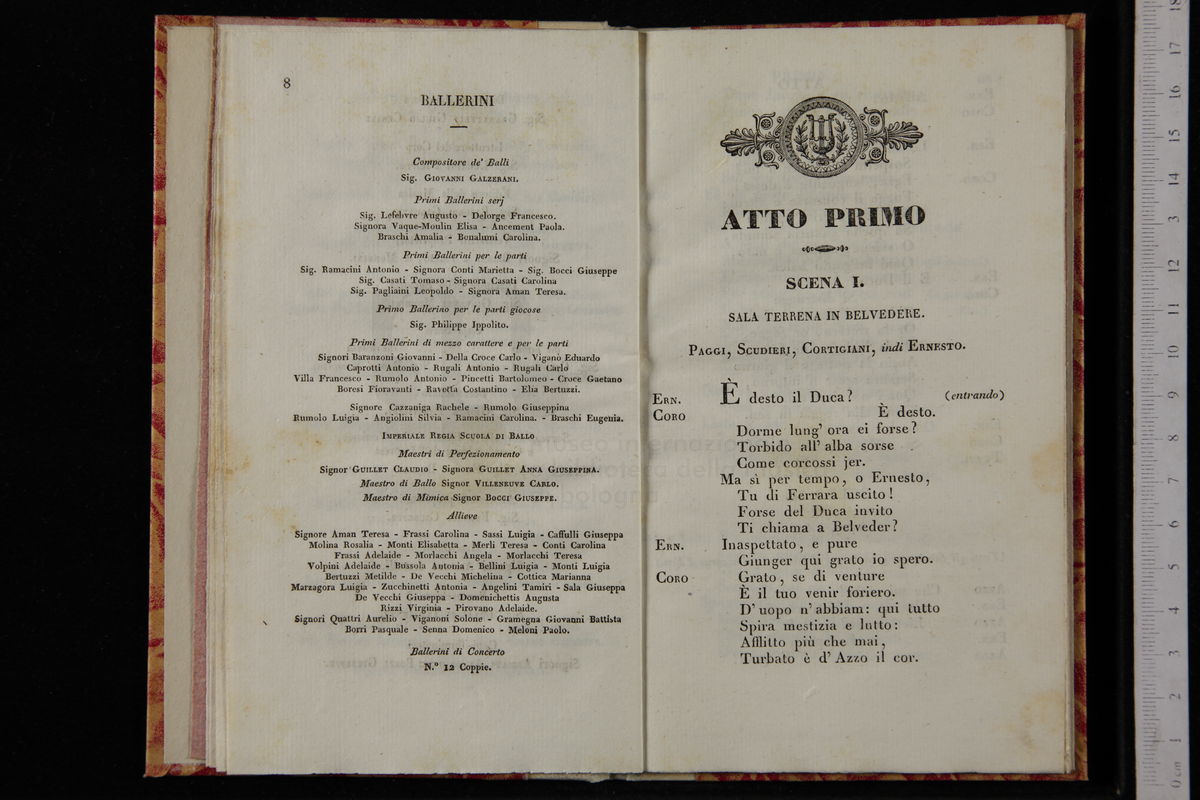 8
BALLERINI
Compositore de' Balli
Sig. GIOVANNI GALZERANI.
Primi Ballerini serj
Sig. Lefebvre Augusto - Delorge Francesco.
Signora Vaque-Moulin Elisa - Ancement Paola.
Braschi Amalia - Bonalumi Carolina.
Primi Ballerini per le parti
Sig. Ramacini Antonio - Signora Conti Marietta - Sig. Bocci Giuseppe
Sig. Casati Tomaso - Signora Casati Carolina
Sig. Pagliaini Leopoldo - Signora Aman Teresa.
Primo Ballerino per le parti giocose
Sig. Philippe Ippolito.
Primi Ballerini di mezzo carattere e per le parti
Signori Baranzoni Giovanni - Della Croce Carlo - Viganò Eduardo
Caprotti Antonio - Rugali Antonio - Rugali Carlo
Villa Francesco - Rumolo Antonio - Pincetti Bartolomeo - Croce Gaetano
Boresi Fioravanti - Ravetta Costantino - Elia Bertuzzi.
Signore Cazzaniga Rachele - Rumolo Giuseppina
Rumolo Luigia - Angiolini Silvia - Ramacini Carolina. - Braschi Eugenia.
IMPERIALE REGIA SCUOLA DI BALLO
Maestri di Perfezionamento
Signor GUILLET CLAUDIO - Signora GUILLET ANNA GIUSEPPINA.
Maestro di Ballo Signor VILLENEUVE CARLO.
Maestro di Mimica Signor BOCCI GIUSEPPE.
Allieve
Signore Aman Teresa - Frassi Carolina - Sassi Luigia - Caffulli Giuseppa
Molina Rosalia - Monti Elisabetta - Merli Teresa - Conti Carolina
Frassi Adelaide - Morlacchi Angela - Morlacchi Teresa
Volpini Adelaide - Bussola Antonia - Bellini Luigia - Monti Luigia
Bertuzzi Metilde - De Vecchi Michelina - Cottica Marianna
Marzagora Luigia - Zucchinetti Antonia - Angelini Tamiri - Sala Giuseppa
De Vecchi Giuseppa - Domenichettis Augusta
Rizzi Virginia - Pirovano Adelaide.
Signori Quattri Aurelio - Viganoni Solone - Gramegna Giovanni Battista
Borri Pasquale - Senna Domenico - Meloni Paolo.
Ballerini di Concerto
N.° 12 Coppie.
ATTO PRIMO
SCENA I.
SALA TERRENA IN BELVEDERE.
PAGGI, SCUDIERI, CORTIGIANI, indi ERNESTO.
ERN. È desto il Duca? (entrando)
CORO È desto.
Dorme lung' ora ei forse?
Torbido all' alba sorse
Come corcossi jer.
Ma sì per tempo, o Ernesto,
Tu di Ferrara uscito!
Forse del Duca invito
Ti chiama a Belveder?
ERN. Inaspettato, e pure
Giunger qui grato io spero.
CORO Grato, se di venture
È il tuo venir foriero.
D' uopo n' abbiam: qui tutto
Spira mestizia e lutto:
Afflitto più che mai,
Turbato è d' Azzo il cor.